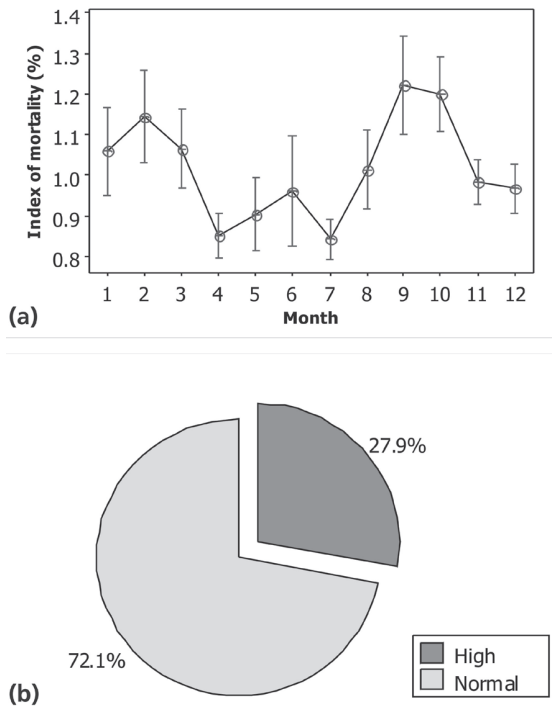 1.4
1.3
1.2
1.1
1.0
0.9
0.8
Index of mortality (%)
1 2 3 4 5 6 7 8 9 10 11 12
Month
(a)
27.9%
72.1%
High
Normal
(b)